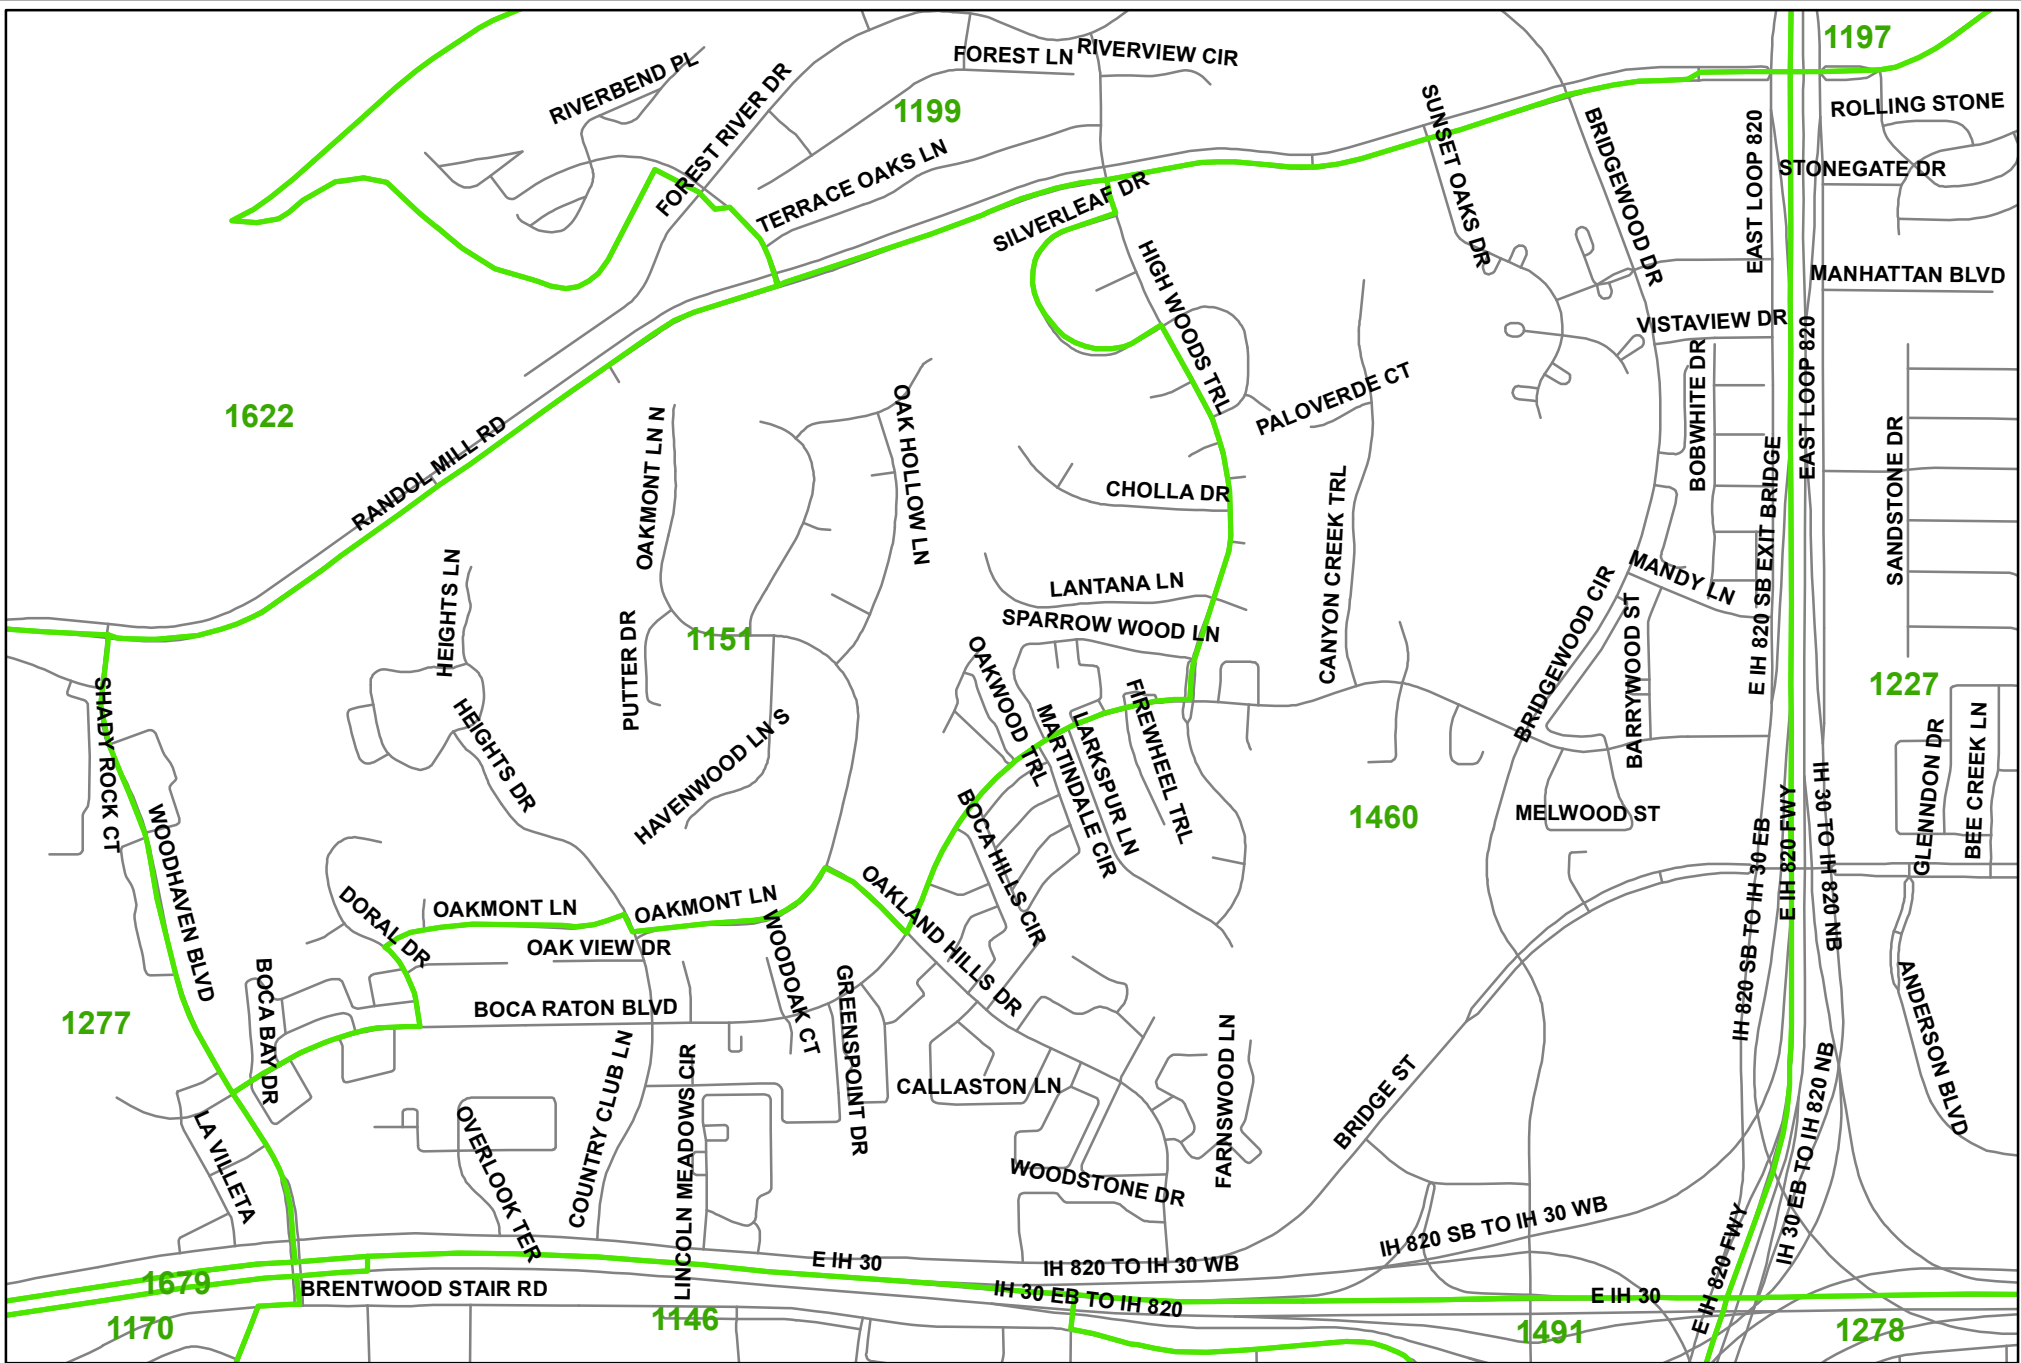 1197
RIVERVIEW CIR
FOREST LN
RIVERBEND PL
FOREST RIVER DR
1199
ROLLING STONE
SUNSET OAKS DR
BRIDGEWOOD DR
EAST LOOP 820
STONEGATE DR
TERRACE OAKS LN
SILVERLEAF DR
HIGH WOODS TRL
MANHATTAN BLVD
VISTAVIEW DR
EAST LOOP 820
BOBWHITE DR
PALOVERDE CT
1622
RANDOL MILL RD
OAKMONT LN N
OAK HOLLOW LN
CHOLLA DR
CANYON CREEK TRL
E IH 820 SB EXIT BRIDGE
SANDSTONE DR
HEIGHTS LN
LANTANA LN
SPARROW WOOD LN
MANDY LN
BRIDGEWOOD CIR
BARRYWOOD ST
PUTTER DR
1151
1227
SHADY ROCK CT
HEIGHTS DR
HAVENWOOD LN S
OAKWOOD TRL
MARTINDALE CIR
LARKSPUR LN
FIREWHEEL TRL
GLENNDON DR
BEE CREEK LN
WOODHAVEN BLVD
BOCA HILLS CIR
1460
MELWOOD ST
IH 30 TO IH 820 NB
E IH 820 FWY
IH 820 SB TO IH 30 EB
DORAL DR
OAKMONT LN
OAKMONT LN
OAKLAND HILLS DR
OAK VIEW DR
WOODOAK CT
GREENSPOINT DR
BOCA BAY DR
BOCA RATON BLVD
1277
ANDERSON BLVD
COUNTRY CLUB LN
LINCOLN MEADOWS CIR
CALLASTON LN
FARNSWOOD LN
BRIDGE ST
LA VILLETA
OVERLOOK TER
WOODSTONE DR
IH 30 EB TO IH 820 NB
IH 820 SB TO IH 30 WB
E IH 820 FWY
E IH 30
IH 820 TO IH 30 WB
1679
BRENTWOOD STAIR RD
IH 30 EB TO IH 820
E IH 30
1170
1146
1491
1278